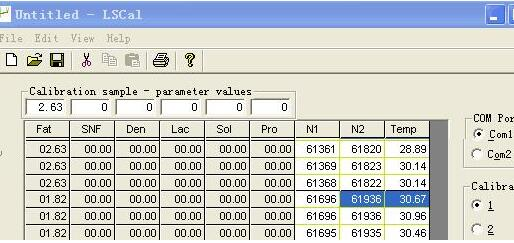 Untitled - LSCal
File Edit View Help
Calibration sample - parameter values
2.63 0 0 0 0 0
COM Por
Com1
Com2
Fat SNF Den Lac Sol Pro N1 N2 Temp
02.63 00.00 00.00 00.00 00.00 00.00 61361 61820 28.89
02.63 00.00 00.00 00.00 00.00 00.00 61369 61823 30.14
02.63 00.00 00.00 00.00 00.00 00.00 61368 61822 30.14
01.82 00.00 00.00 00.00 00.00 00.00 61696 61936 30.67
01.82 00.00 00.00 00.00 00.00 00.00 61696 61936 30.96
01.82 00.00 00.00 00.00 00.00 00.00 61695 61935 30.46
Calibra
1
2